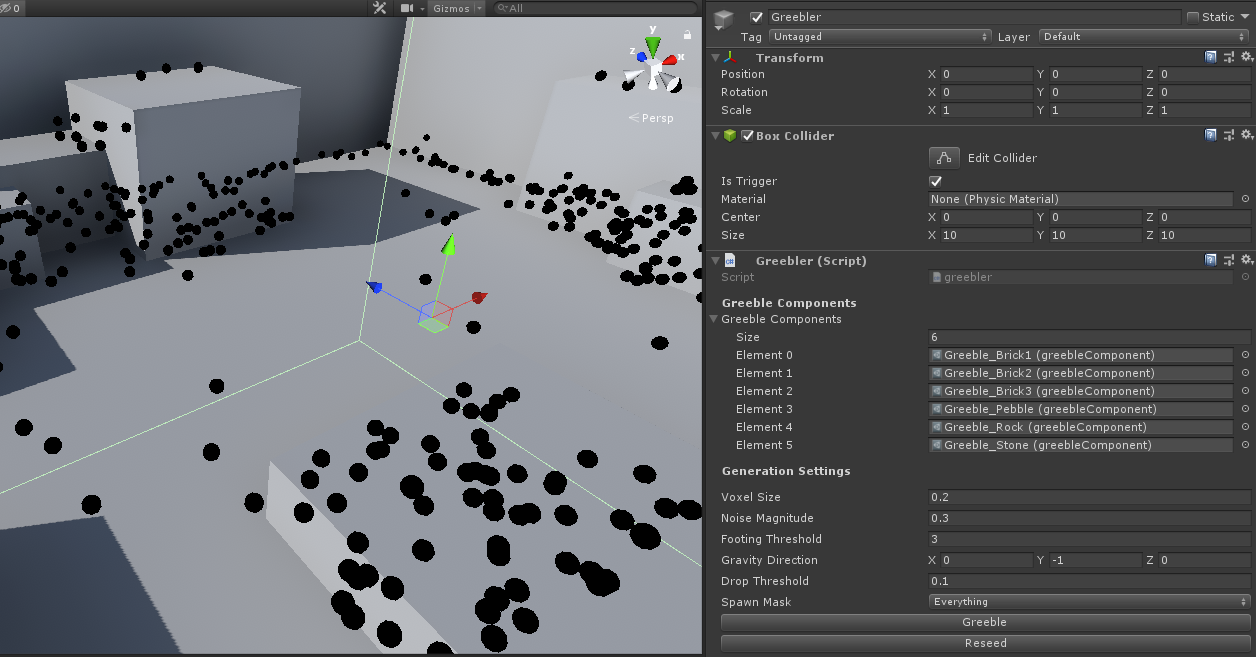 0 Gizmos All
y
z x
Persp
Greebler Static
Tag Untagged Layer Default
Transform
Position X 0 Y 0 Z 0
Rotation X 0 Y 0 Z 0
Scale X 1 Y 1 Z 1
Box Collider
Edit Collider
Is Trigger
Material None (Physic Material)
Center X 0 Y 0 Z 0
Size X 10 Y 10 Z 10
Greebler (Script)
Script greebler
Greeble Components
Greeble Components
Size 6
Element 0 Greeble_Brick1 (greebleComponent)
Element 1 Greeble_Brick2 (greebleComponent)
Element 2 Greeble_Brick3 (greebleComponent)
Element 3 Greeble_Pebble (greebleComponent)
Element 4 Greeble_Rock (greebleComponent)
Element 5 Greeble_Stone (greebleComponent)
Generation Settings
Voxel Size 0.2
Noise Magnitude 0.3
Footing Threshold 3
Gravity Direction X 0 Y -1 Z 0
Drop Threshold 0.1
Spawn Mask Everything
Greeble
Reseed